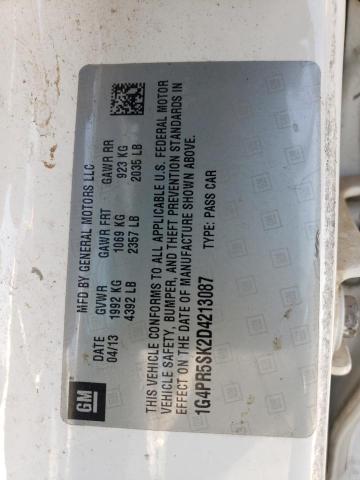 MFD BY GENERAL MOTORS LLC
DATE GVWR GAWR FRT GAWR RR
04/13 1992 KG 1069 KG 923 KG
4392 LB 2357 LB 2035 LB
THIS VEHICLE CONFORMS TO ALL APPLICABLE U.S. FEDERAL MOTOR
VEHICLE SAFETY, BUMPER, AND THEFT PREVENTION STANDARDS IN
EFFECT ON THE DATE OF MANUFACTURE SHOWN ABOVE.
1G4PR5SK2D4213087 TYPE: PASS CAR
GM